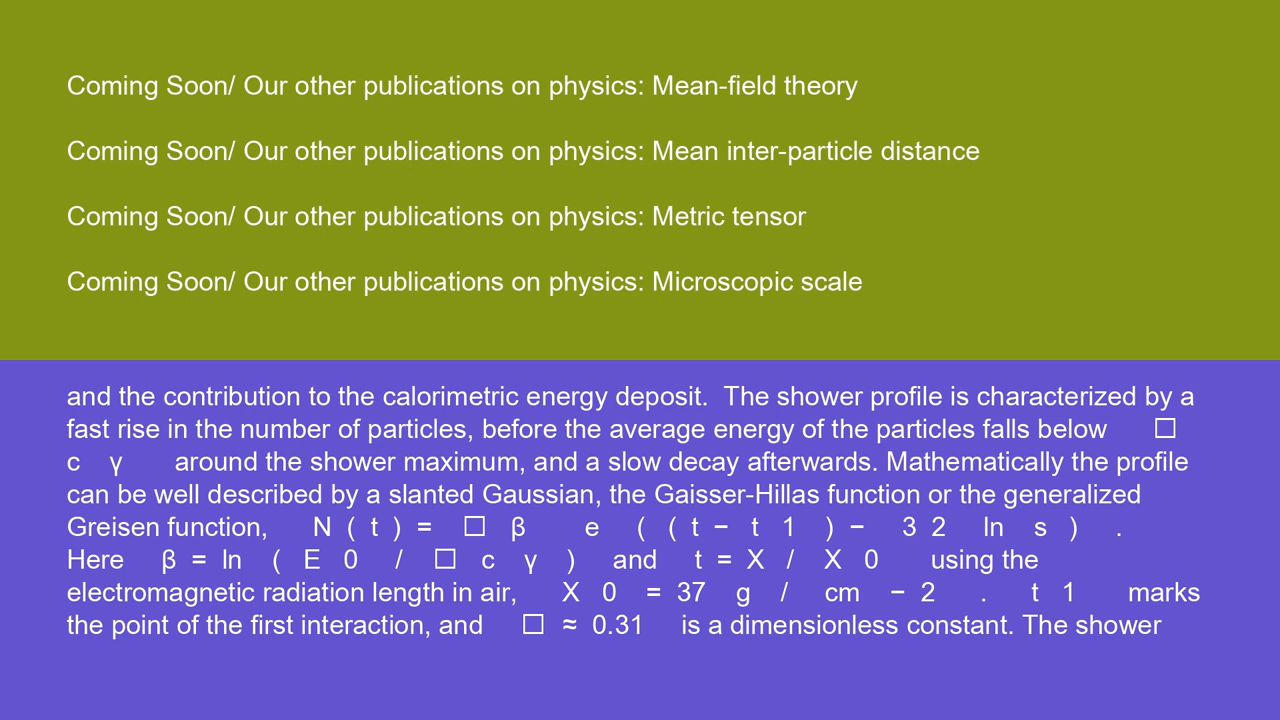 Coming Soon/ Our other publications on physics: Mean-field theory
Coming Soon/ Our other publications on physics: Mean inter-particle distance
Coming Soon/ Our other publications on physics: Metric tensor
Coming Soon/ Our other publications on physics: Microscopic scale
and the contribution to the calorimetric energy deposit.  The shower profile is characterized by a
fast rise in the number of particles, before the average energy of the particles falls below □
c γ around the shower maximum, and a slow decay afterwards. Mathematically the profile
can be well described by a slanted Gaussian, the Gaisser-Hillas function or the generalized
Greisen function, N ( t ) = □ β e ( ( t − t 1 ) − 3 2 ln s ) .
Here β = ln ( E 0 / □ c γ ) and t = X / X 0 using the
electromagnetic radiation length in air, X 0 = 37 g / cm − 2 . t 1 marks
the point of the first interaction, and □ ≈ 0.31 is a dimensionless constant. The shower